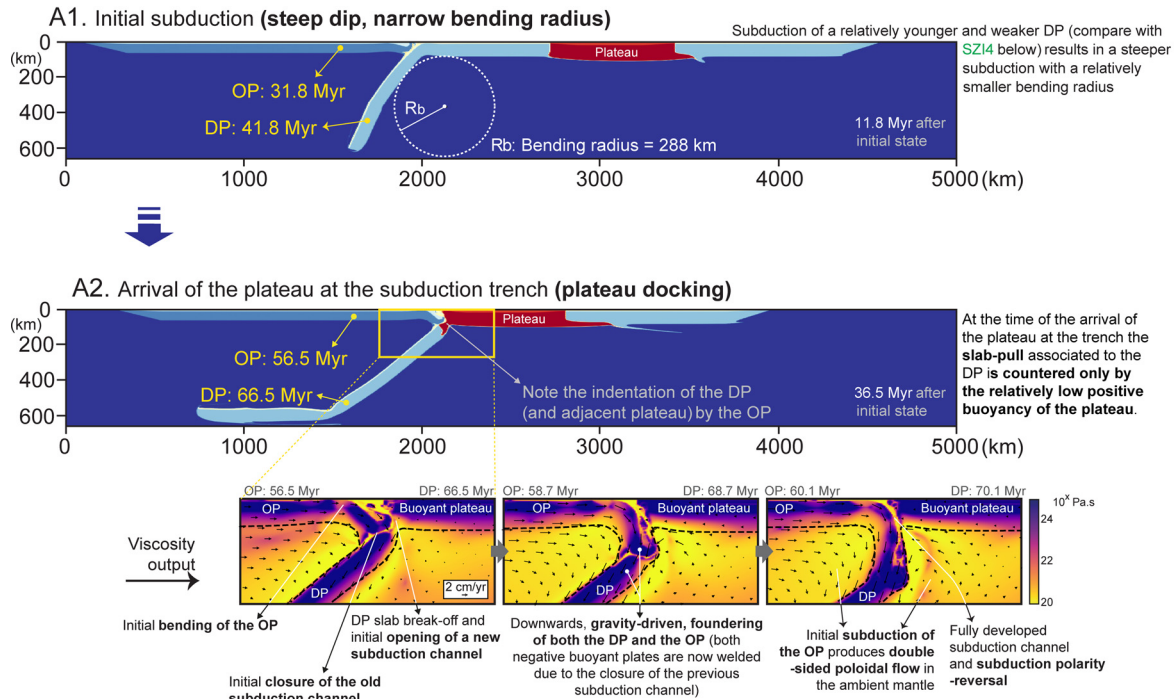 A1. Initial subduction (steep dip, narrow bending radius)
Subduction of a relatively younger and weaker DP (compare with
SZI4 below) results in a steeper
subduction with a relatively
smaller bending radius
0
(km)
200
400
600
Plateau
OP: 31.8 Myr
DP: 41.8 Myr
Rb
Rb: Bending radius = 288 km
11.8 Myr after
initial state
0 1000 2000 3000 4000 5000 (km)
A2. Arrival of the plateau at the subduction trench (plateau docking)
0
(km)
200
400
600
Plateau
OP: 56.5 Myr
DP: 66.5 Myr
Note the indentation of the DP
(and adjacent plateau) by the OP
36.5 Myr after
initial state
0 1000 2000 3000 4000 5000 (km)
At the time of the arrival of
the plateau at the trench the
slab-pull associated to the
DP is countered only by
the relatively low positive
buoyancy of the plateau.
Viscosity
output
OP: 56.5 Myr DP: 66.5 Myr
OP
Buoyant plateau
DP
2 cm/yr
Initial bending of the OP
DP slab break-off and
initial opening of a new
subduction channel
Initial closure of the old
subduction channel
OP: 58.7 Myr DP: 68.7 Myr
OP
Buoyant plateau
DP
Downwards, gravity-driven, foundering
of both the DP and the OP (both
negative buoyant plates are now welded
due to the closure of the previous
subduction channel)
OP: 60.1 Myr DP: 70.1 Myr
OP
Buoyant plateau
DP
Initial subduction of
the OP produces double
-sided poloidal flow in
the ambient mantle
Fully developed
subduction channel
and subduction polarity
-reversal
10ˣ Pa.s
24
22
20